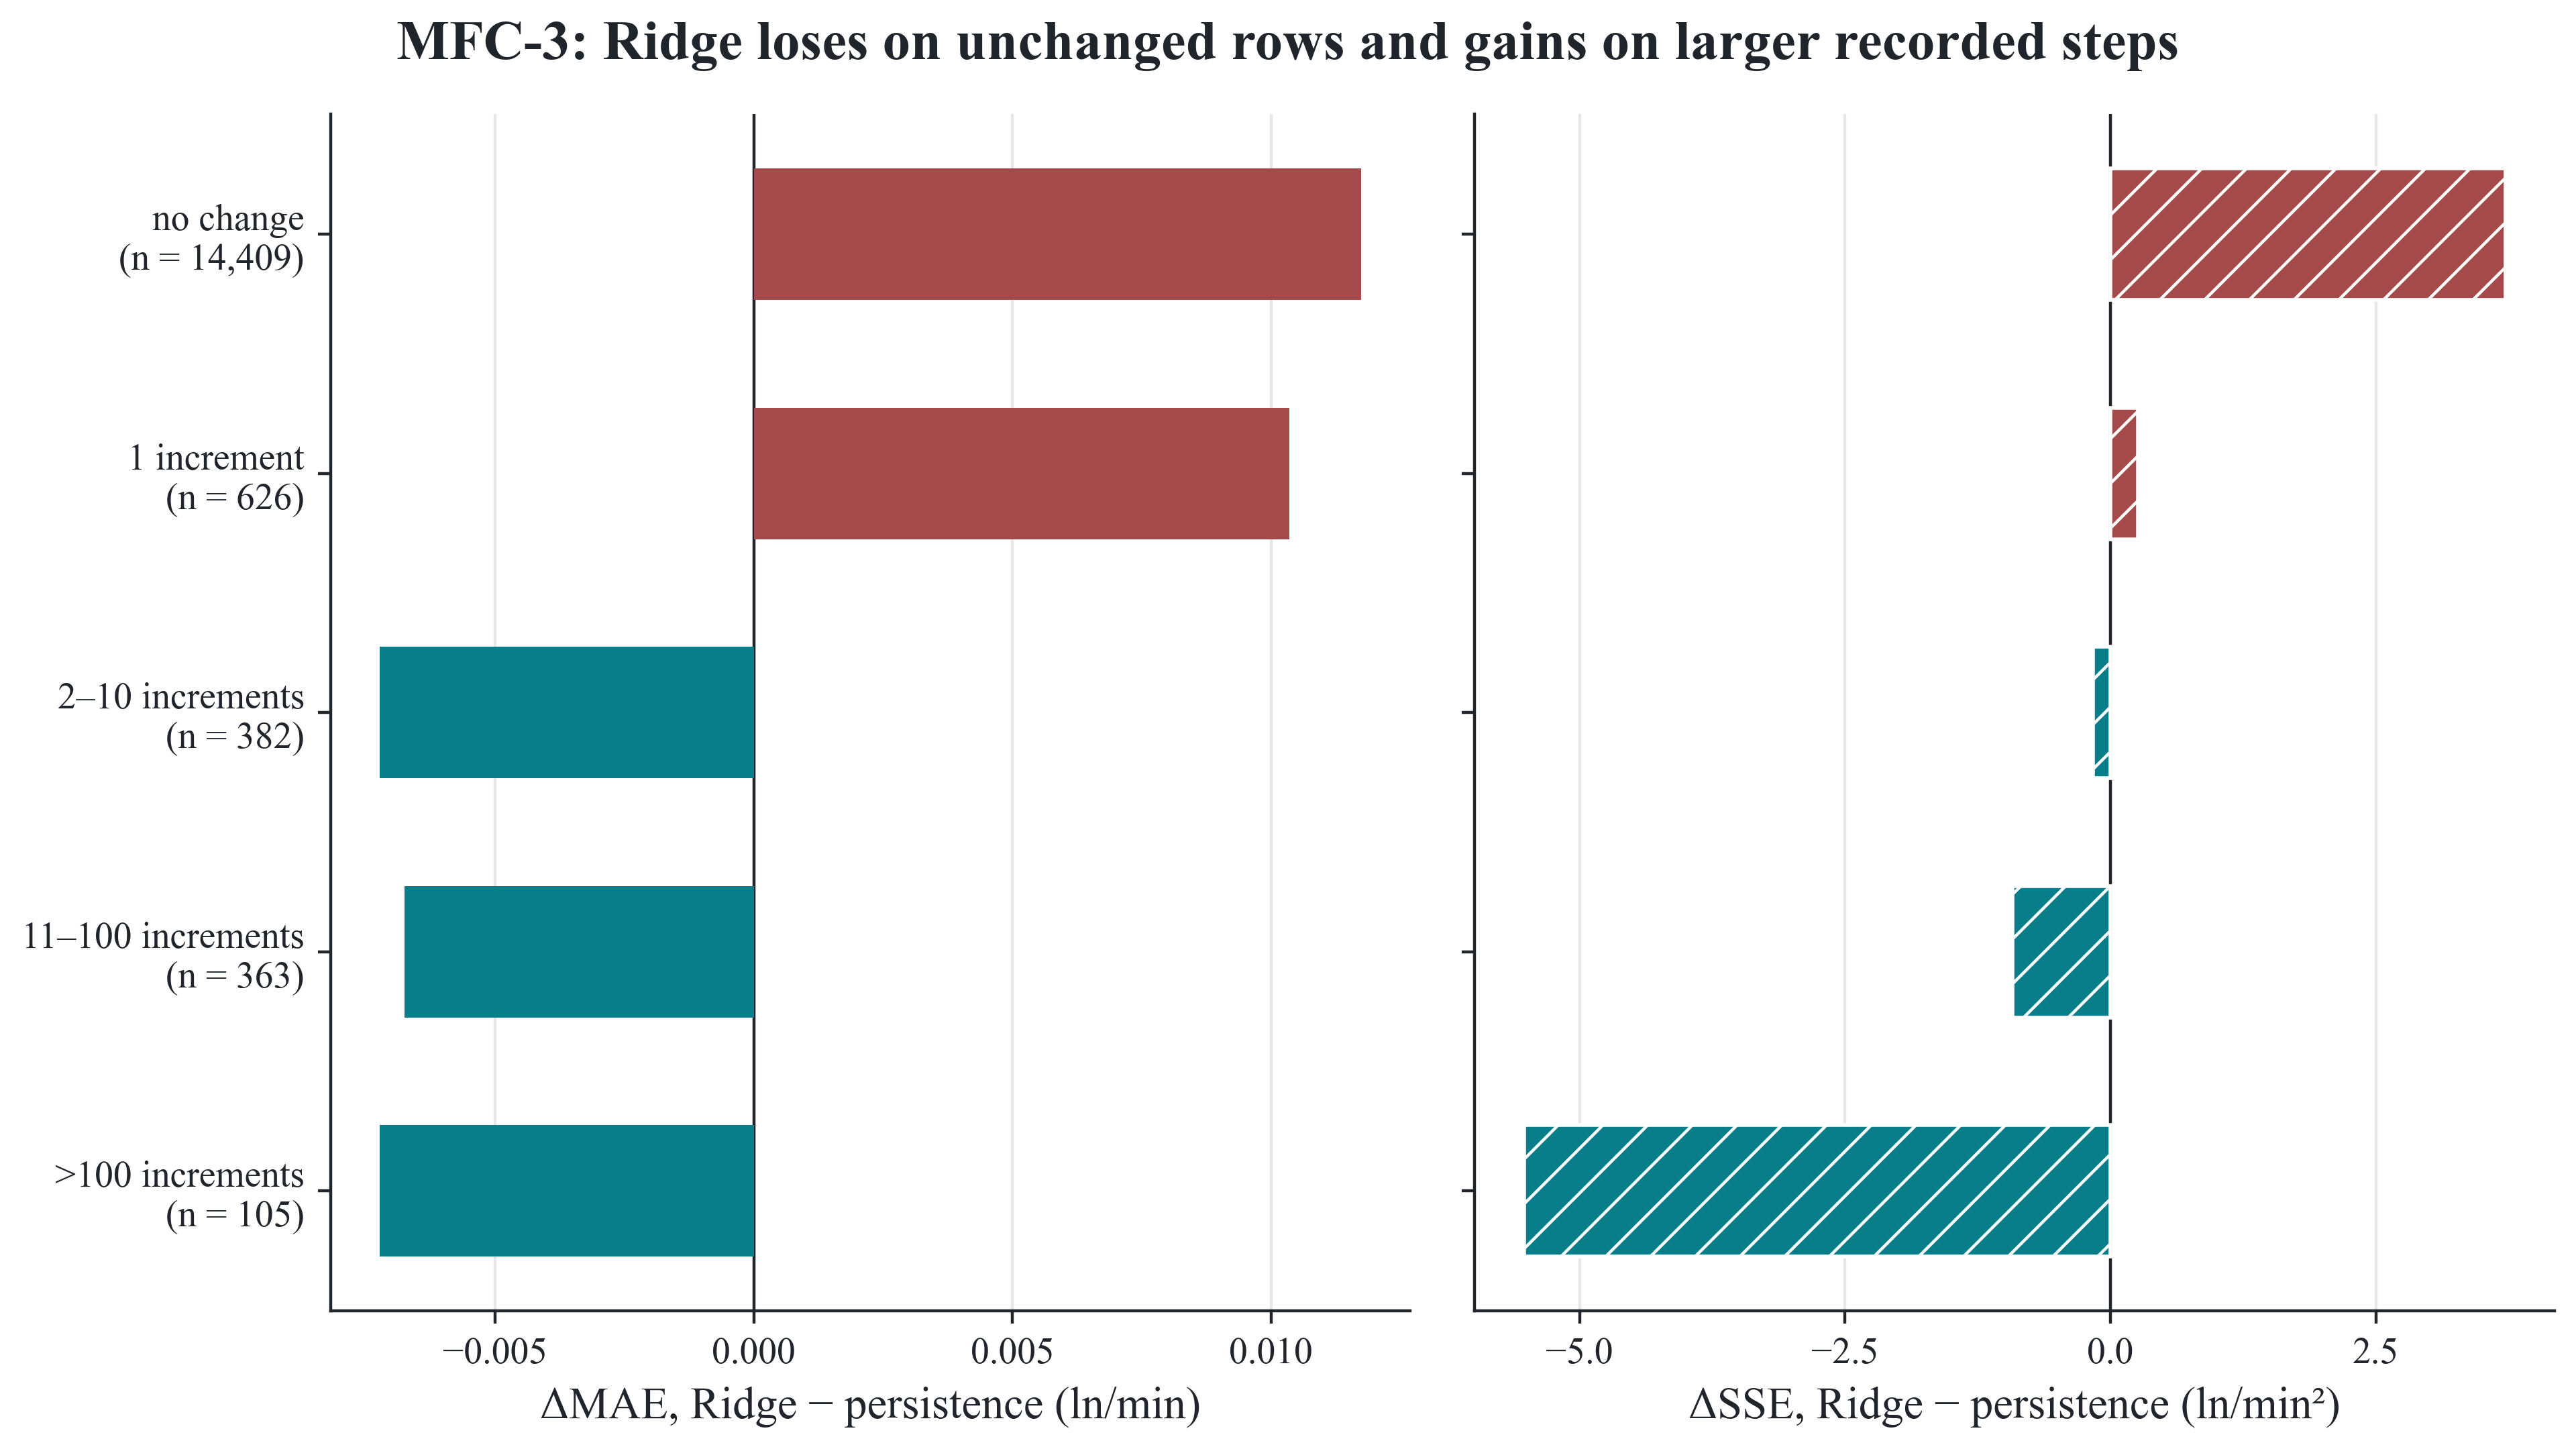 MFC-3: Ridge loses on unchanged rows and gains on larger recorded steps
no change
(n = 14,409)
1 increment
(n = 626)
2–10 increments
(n = 382)
11–100 increments
(n = 363)
>100 increments
(n = 105)
−0.005 0.000 0.005 0.010
ΔMAE, Ridge − persistence (ln/min)
−5.0 −2.5 0.0 2.5
ΔSSE, Ridge − persistence (ln/min²)